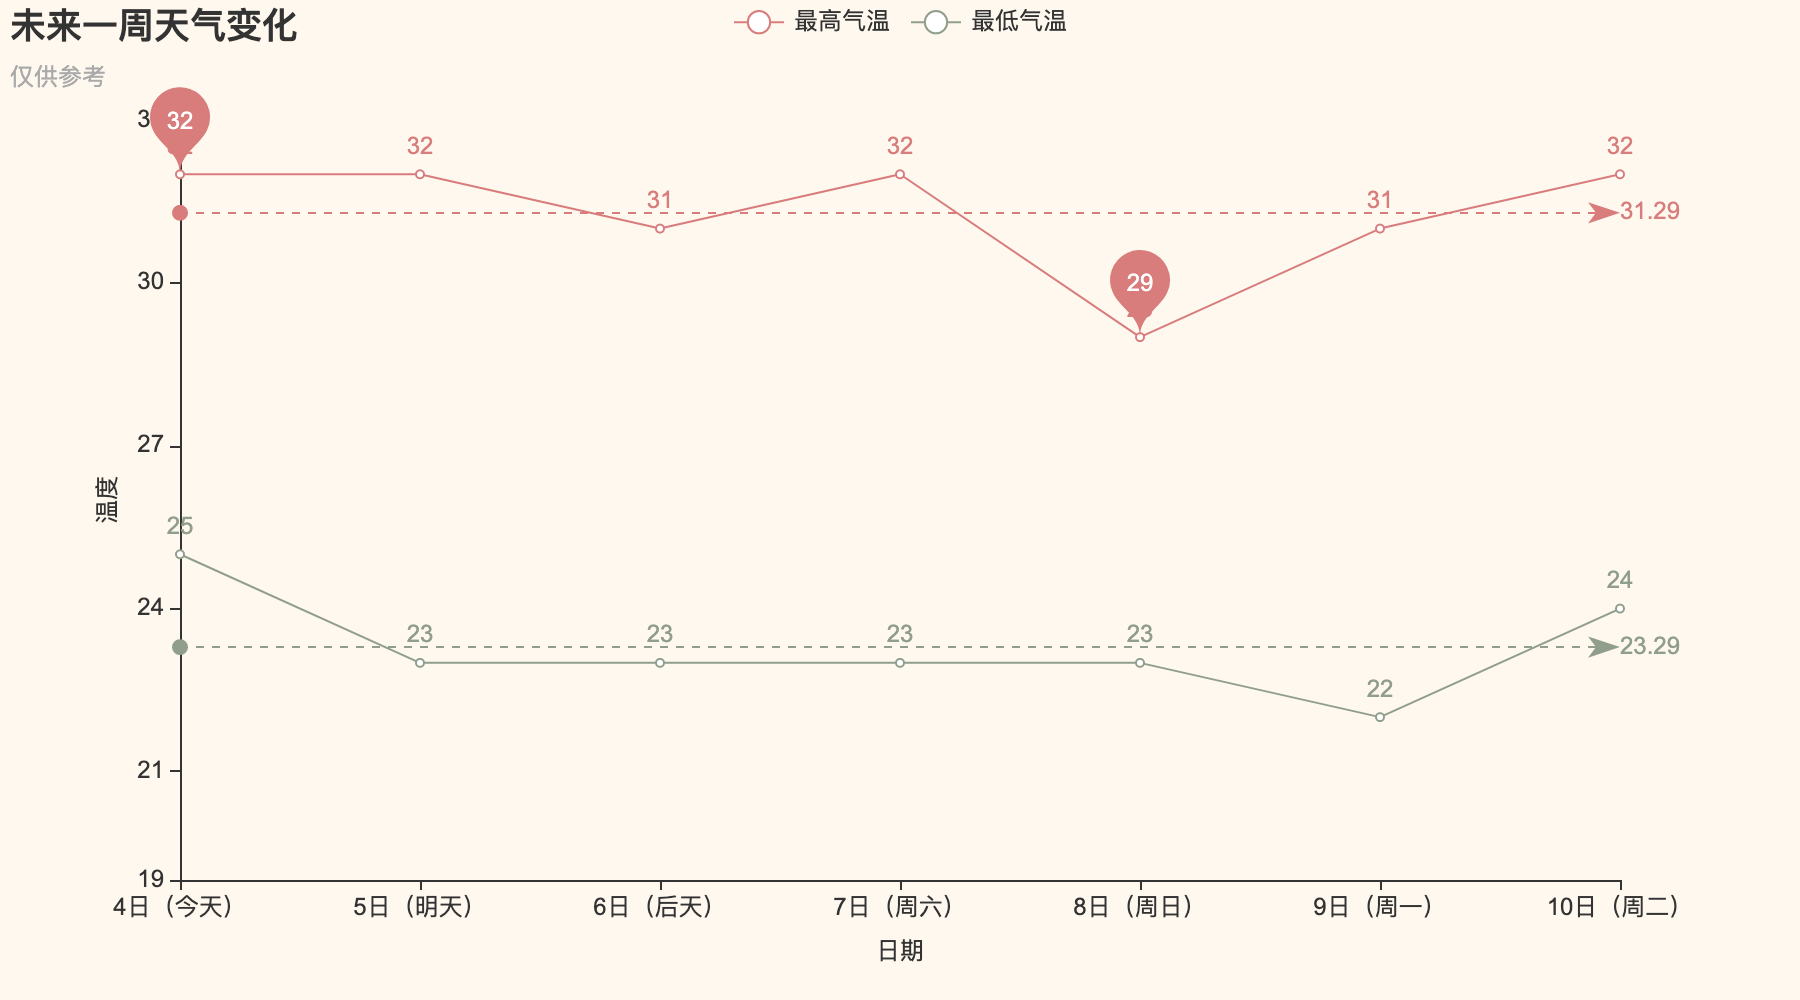 未来一周天气变化
仅供参考
最高气温 最低气温
32
32
31
32
29
31
32
31.29
30
27
24
21
19
温度
25
23
23
23
23
22
24
23.29
4日（今天）
5日（明天）
6日（后天）
7日（周六）
8日（周日）
9日（周一）
10日（周二）
日期